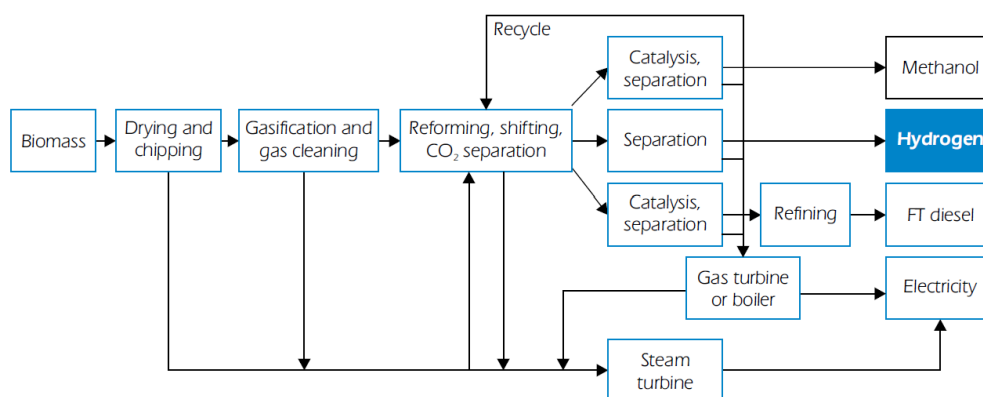 Recycle
Catalysis,
separation
Methanol
Biomass
Drying and
chipping
Gasification and
gas cleaning
Reforming, shifting,
CO₂ separation
Separation
Hydrogen
Catalysis,
separation
Refining
FT diesel
Gas turbine
or boiler
Electricity
Steam
turbine